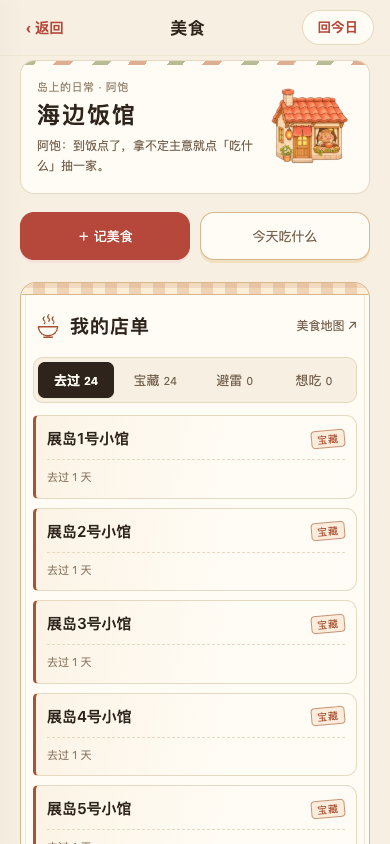 ‹ 返回
美食
回今日
岛上的日常 · 阿饱
海边饭馆
阿饱：到饭点了，拿不定主意就点「吃什
么」抽一家。
＋ 记美食
今天吃什么
我的店单
美食地图 ↗
去过 24
宝藏 24
避雷 0
想吃 0
展岛1号小馆
宝藏
去过 1 天
展岛2号小馆
宝藏
去过 1 天
展岛3号小馆
宝藏
去过 1 天
展岛4号小馆
宝藏
去过 1 天
展岛5号小馆
宝藏